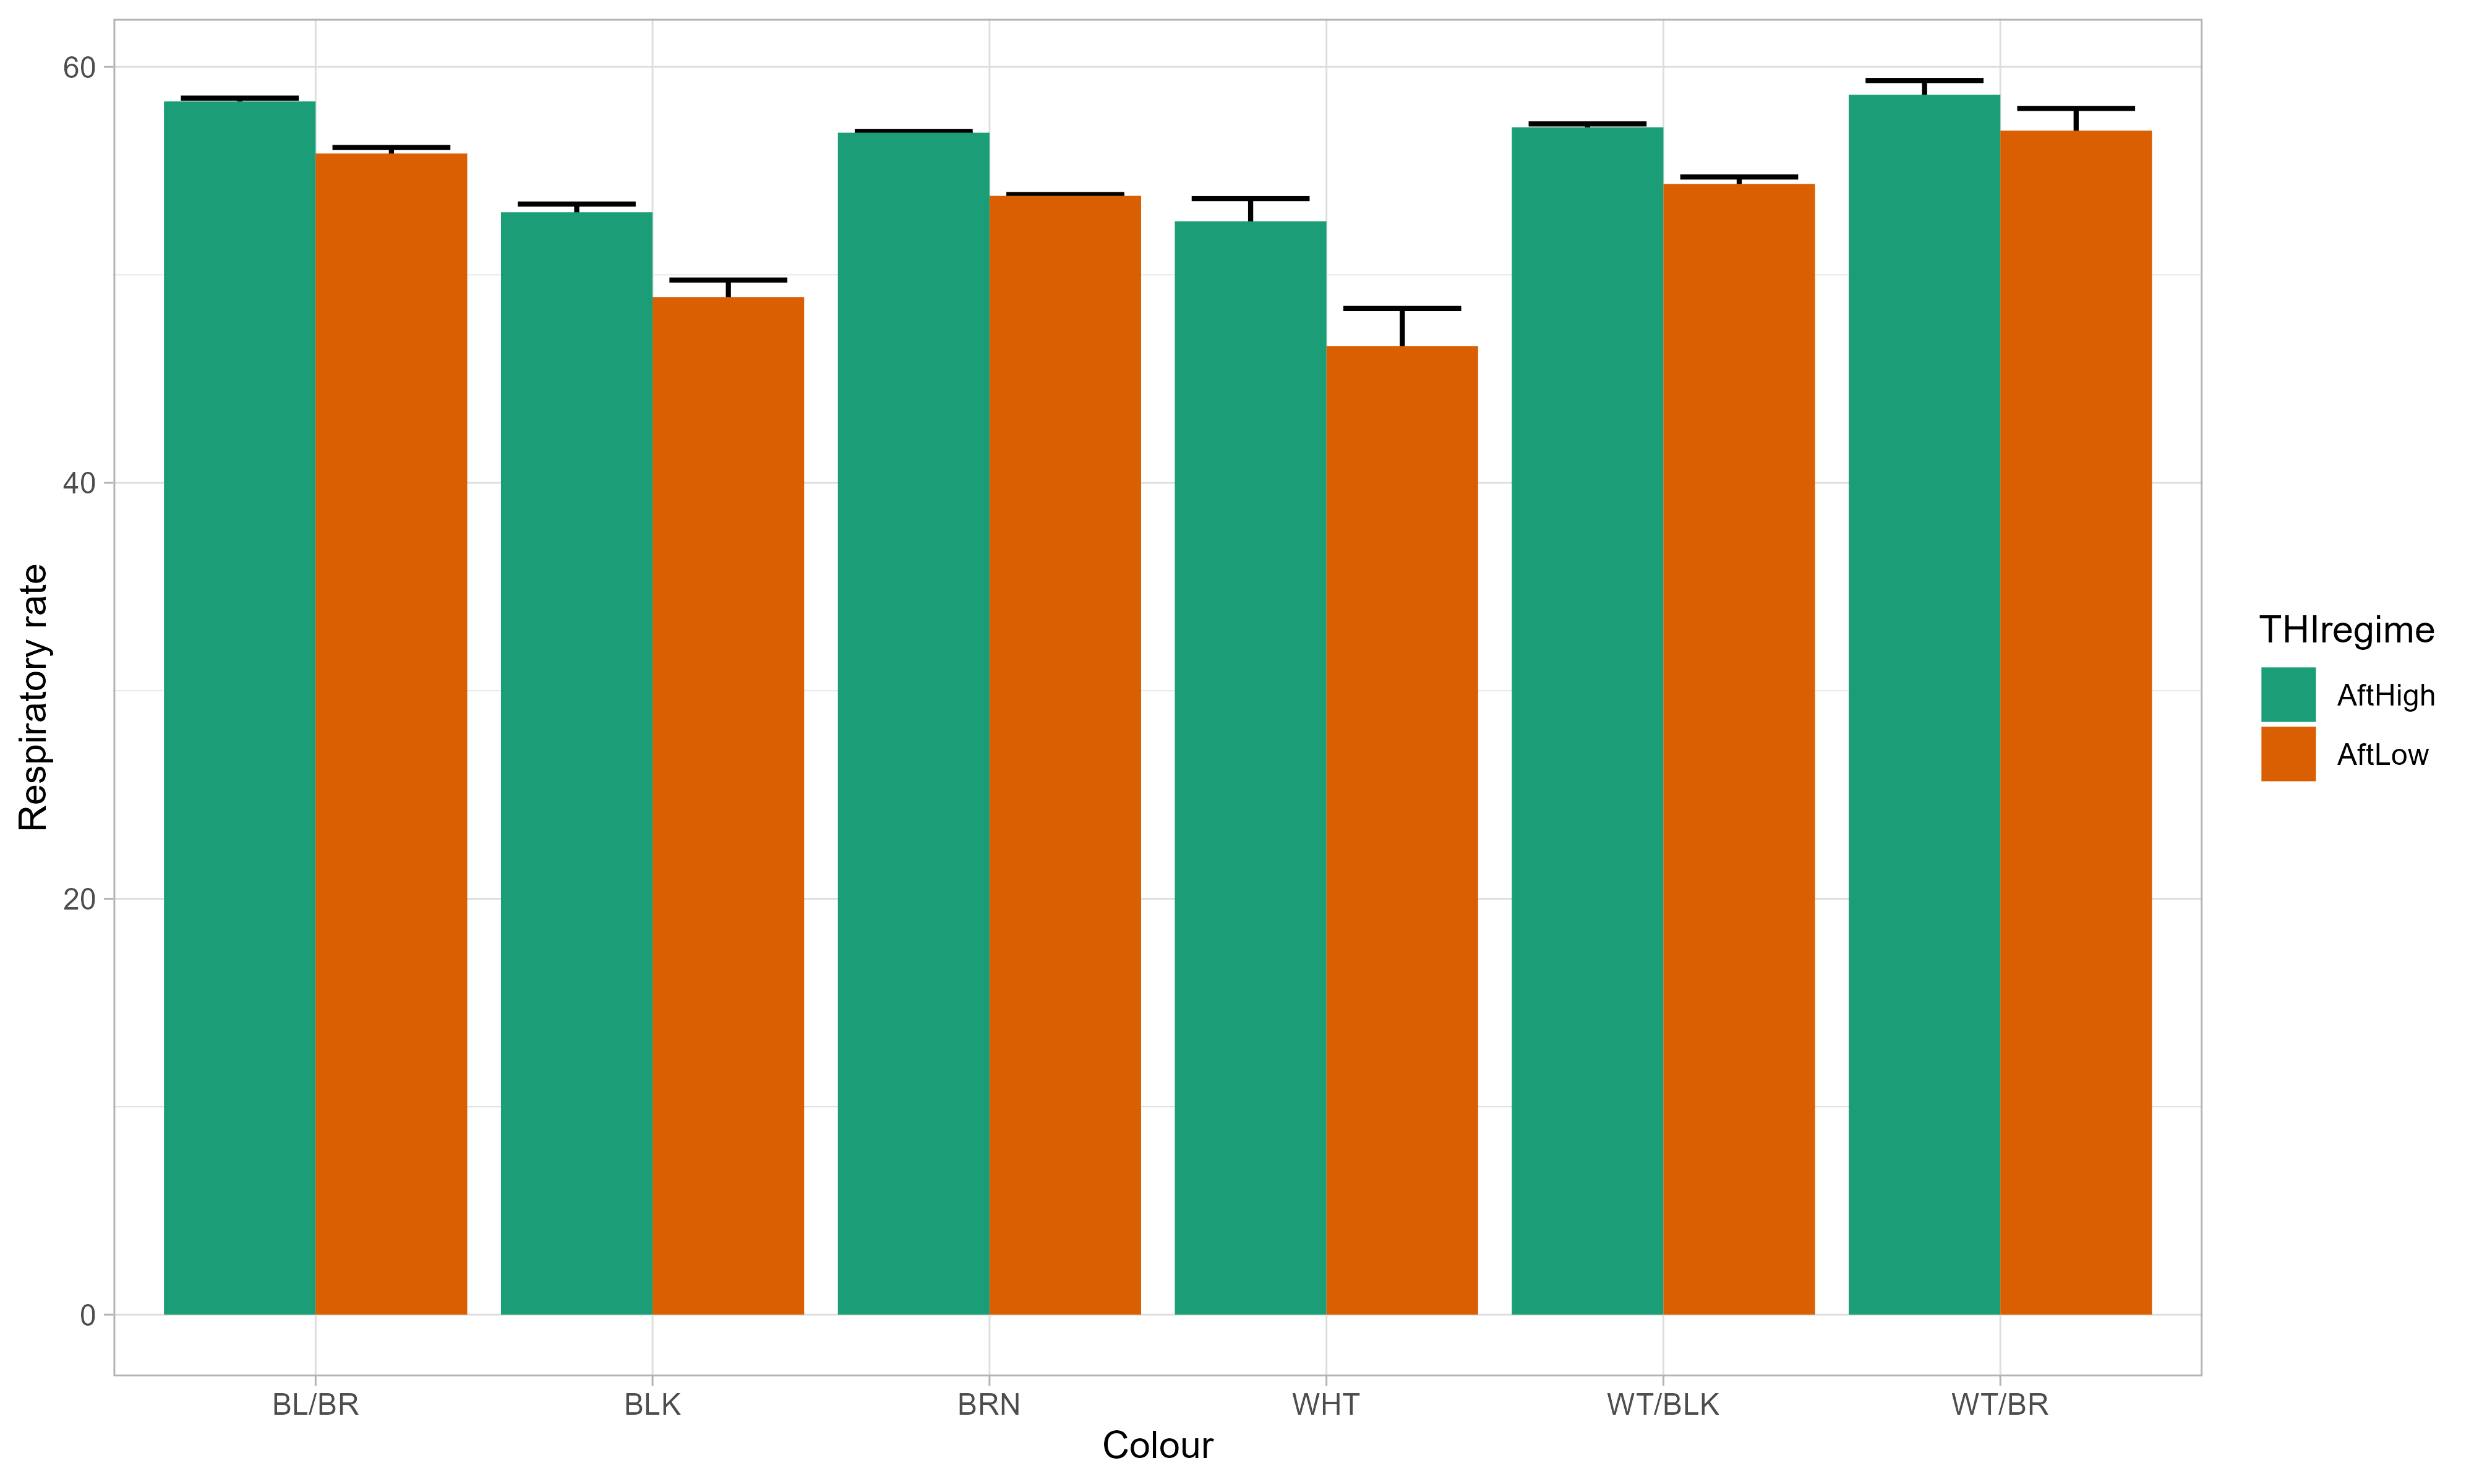 60
40
20
0
Respiratory rate
BL/BR BLK BRN WHT WT/BLK WT/BR
Colour
THIregime
AftHigh
AftLow